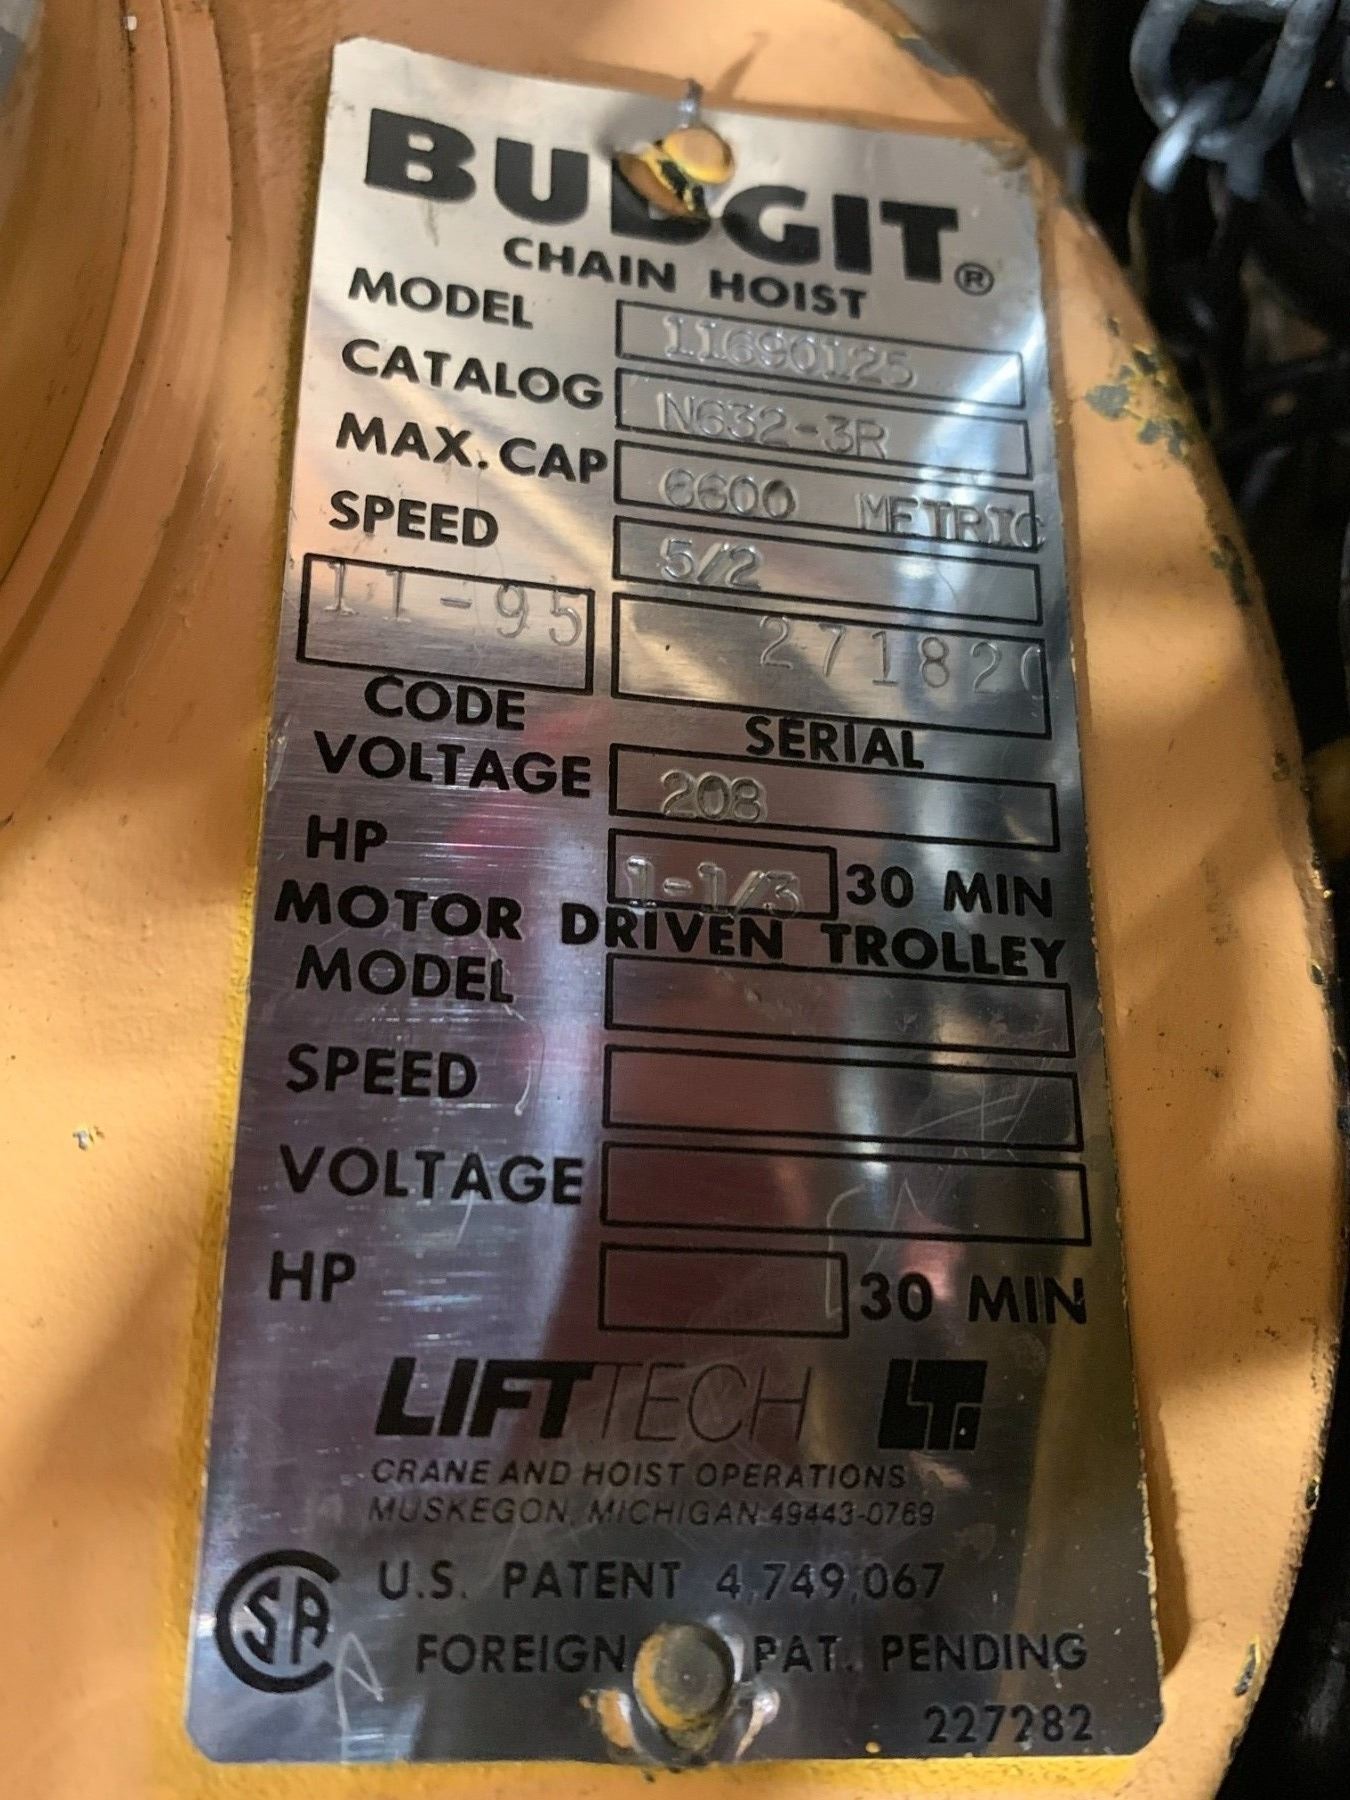 BUDGIT®
CHAIN HOIST
MODEL 11690125
CATALOG N632-3R
MAX. CAP 6600 METRIC
SPEED 5/2
11-95
CODE
SERIAL
VOLTAGE 208
HP 1-1/3 30 MIN
MOTOR DRIVEN TROLLEY
MODEL
SPEED
VOLTAGE
HP 30 MIN
LIFTTECH LTI
CRANE AND HOIST OPERATIONS
MUSKEGON, MICHIGAN 49443-0769
CSA U.S. PATENT 4,749,067
FOREIGN PAT. PENDING
227282